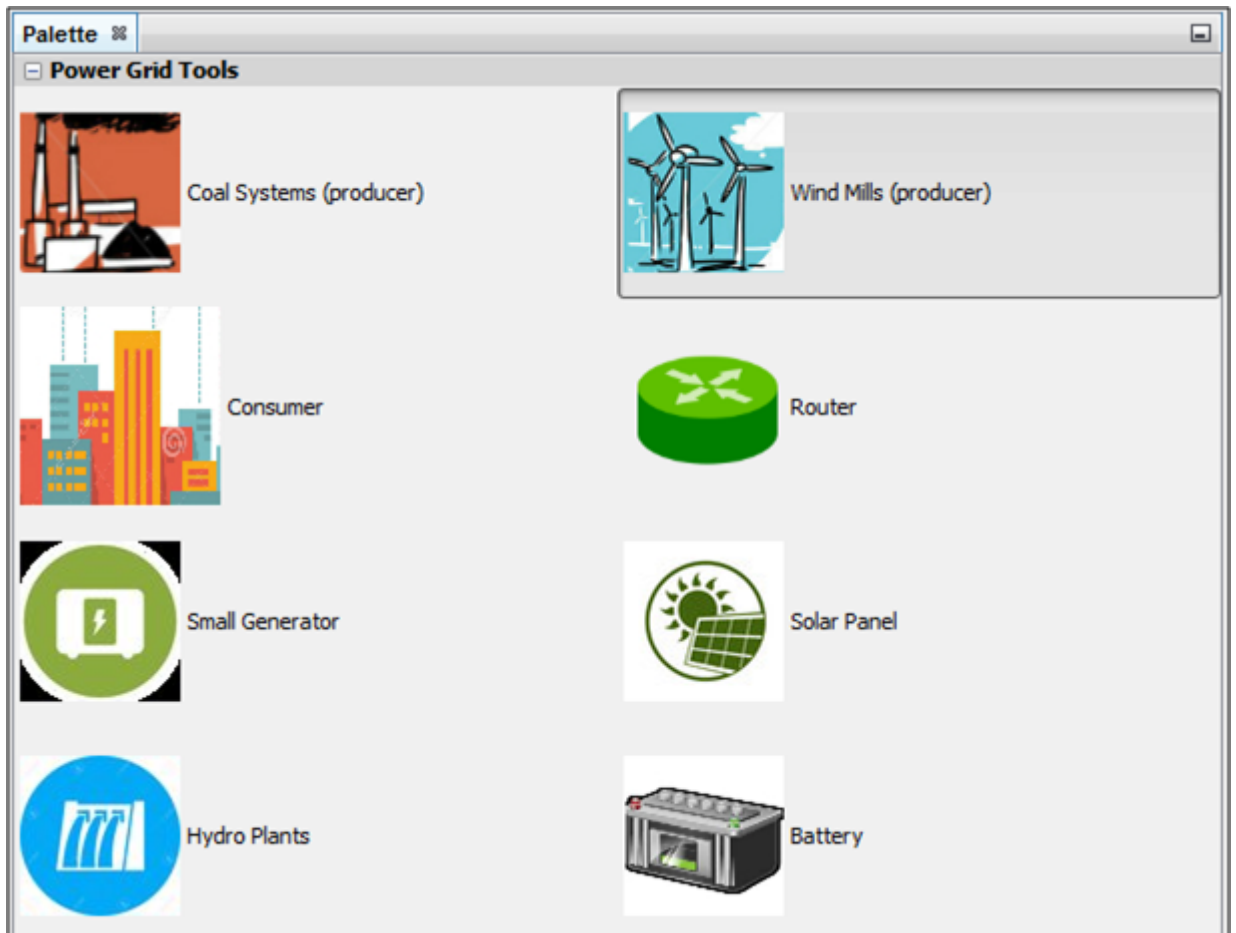 Palette
Power Grid Tools
Coal Systems (producer)
Wind Mills (producer)
Consumer
Router
Small Generator
Solar Panel
Hydro Plants
Battery